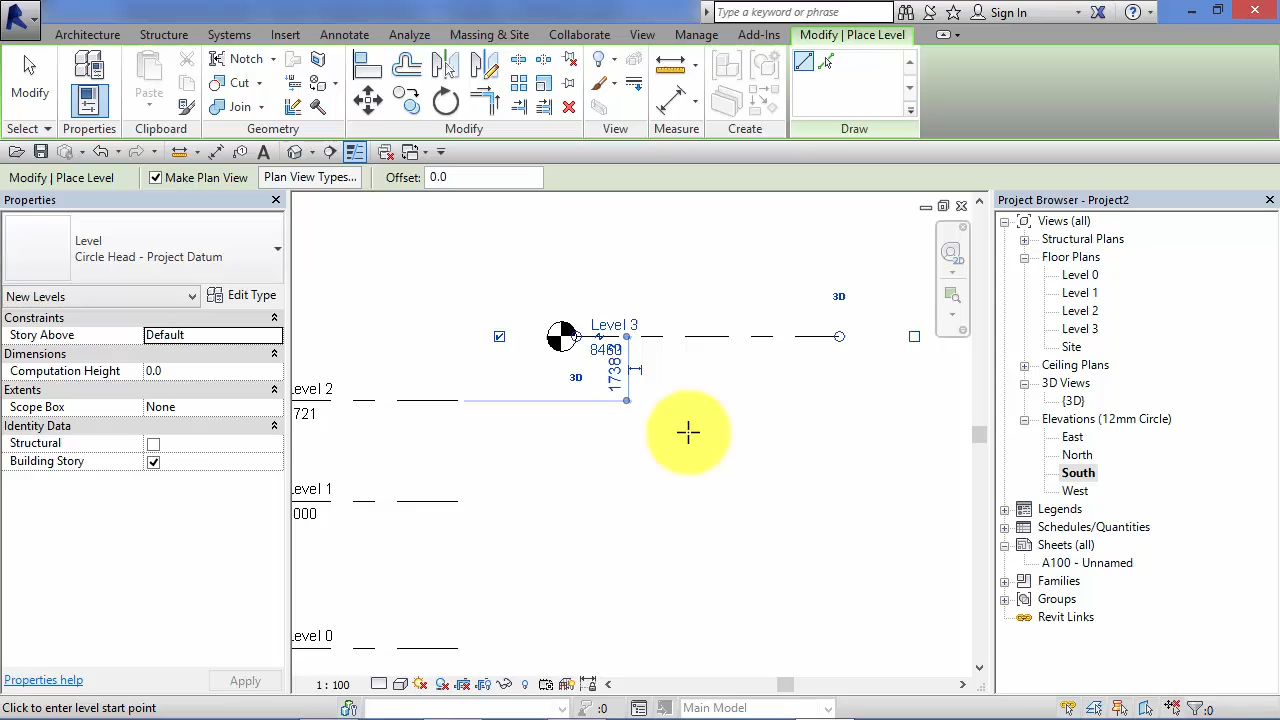 Type a keyword or phrase
Sign In
Architecture Structure Systems Insert Annotate Analyze Massing & Site Collaborate View Manage Add-Ins Modify | Place Level
Modify
Paste
Notch
Cut
Join
Select Properties Clipboard Geometry Modify View Measure Create Draw
Modify | Place Level Make Plan View Plan View Types... Offset: 0.0
Properties
Level
Circle Head - Project Datum
New Levels Edit Type
Constraints
Story Above Default
Dimensions
Computation Height 0.0
Extents
Scope Box None
Identity Data
Structural
Building Story
Properties help Apply
2D
3D
Level 3
8460
3D
Level 2
721
Level 1
000
Level 0
Project Browser - Project2
Views (all)
Structural Plans
Floor Plans
Level 0
Level 1
Level 2
Level 3
Site
Ceiling Plans
3D Views
{3D}
Elevations (12mm Circle)
East
North
South
West
Legends
Schedules/Quantities
Sheets (all)
A100 - Unnamed
Families
Groups
Revit Links
1 : 100
Click to enter level start point
:0
Main Model
:0